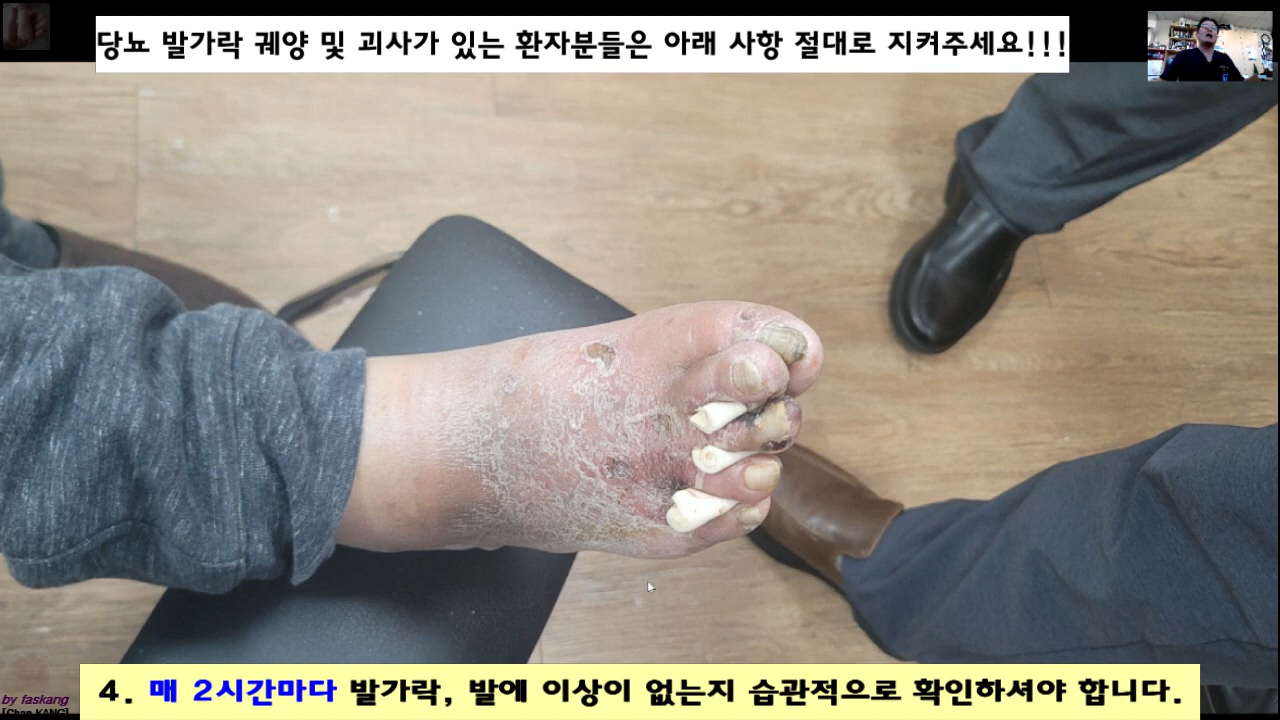 당뇨 발가락 궤양 및 괴사가 있는 환자분들은 아래 사항 절대로 지켜주세요!!!
4. 매 2시간마다 발가락, 발에 이상이 없는지 습관적으로 확인하셔야 합니다.
by faskang
[Chan KANG]